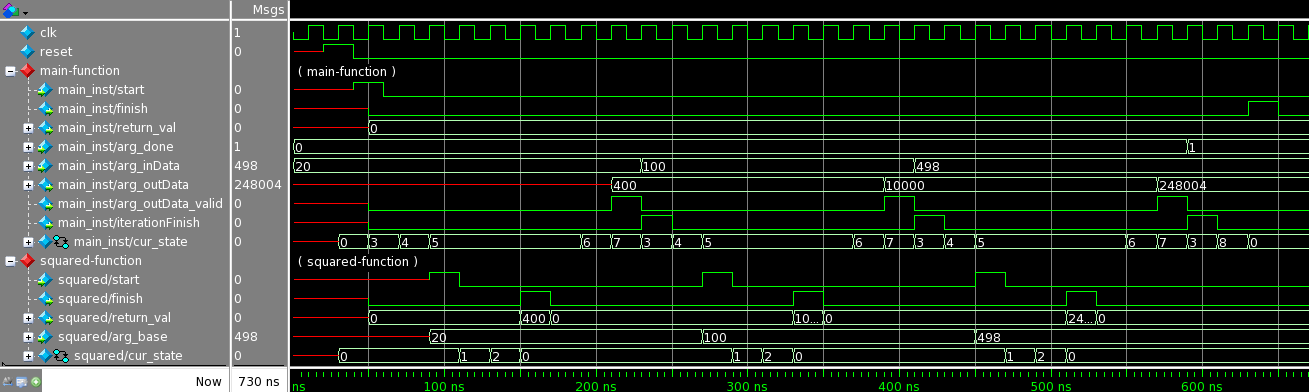 Msgs
clk 1
reset 0
main-function ( main-function )
main_inst/start 0
main_inst/finish 0
main_inst/return_val 0 0
main_inst/arg_done 1 0 1
main_inst/arg_inData 498 20 100 498
main_inst/arg_outData 248004 400 10000 248004
main_inst/arg_outData_valid 0
main_inst/iterationFinish 0
main_inst/cur_state 0 0 3 4 5 6 7 3 4 5 6 7 3 4 5 6 7 3 8 0
squared-function ( squared-function )
squared/start 0
squared/finish 0
squared/return_val 0 0 400 0 10... 0 24... 0
squared/arg_base 498 20 100 498
squared/cur_state 0 0 1 2 0 1 2 0 1 2 0
Now 730 ns ns 100 ns 200 ns 300 ns 400 ns 500 ns 600 ns